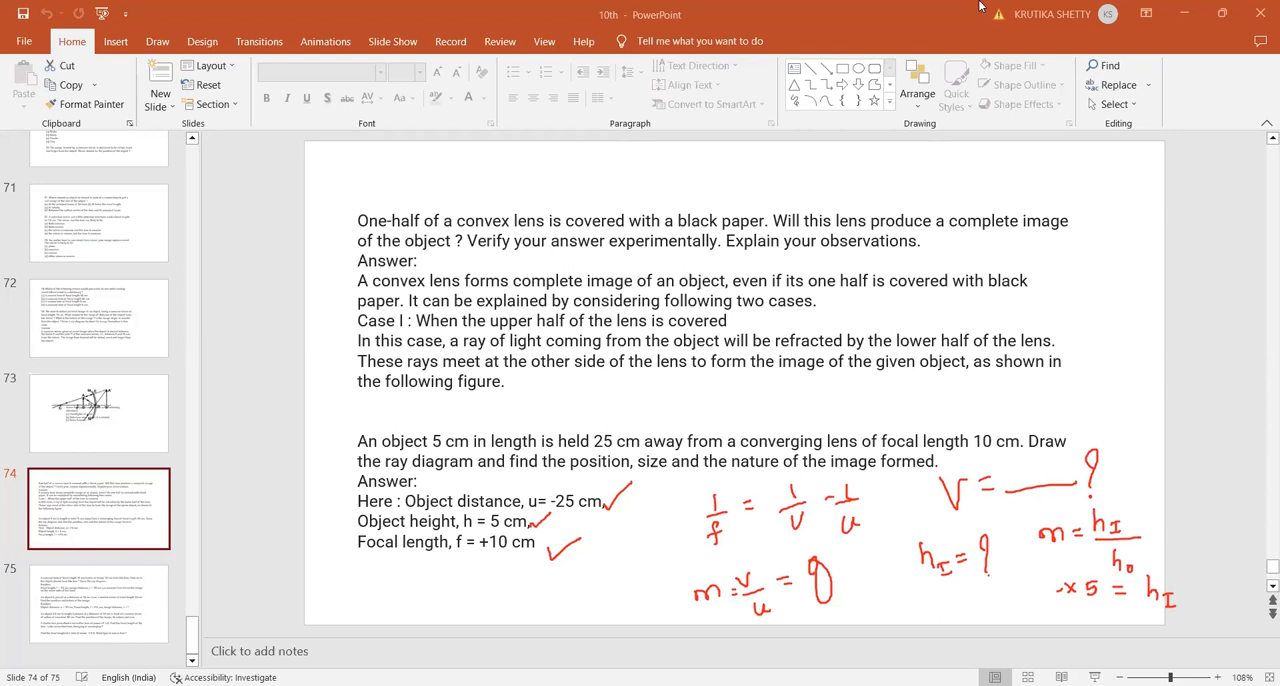 10th - PowerPoint
KRUTIKA SHETTY
KS
File Home Insert Draw Design Transitions Animations Slide Show Record Review View Help Tell me what you want to do
Paste
Cut
Copy
Format Painter
Clipboard
New Slide
Layout
Reset
Section
Slides
B I U S abc AV Aa A
Font
Text Direction
Align Text
Convert to SmartArt
Paragraph
Arrange
Quick Styles
Shape Fill
Shape Outline
Shape Effects
Drawing
Find
Replace
Select
Editing
71
72
73
74
75
One-half of a convex lens is covered with a black paper. Will this lens produce a complete image
of the object ? Verify your answer experimentally. Explain your observations.
Answer:
A convex lens forms complete image of an object, even if its one half is covered with black
paper. It can be explained by considering following two cases.
Case I : When the upper half of the lens is covered
In this case, a ray of light coming from the object will be refracted by the lower half of the lens.
These rays meet at the other side of the lens to form the image of the given object, as shown in
the following figure.
An object 5 cm in length is held 25 cm away from a converging lens of focal length 10 cm. Draw
the ray diagram and find the position, size and the nature of the image formed.
Answer:
Here : Object distance, u= -25 cm,
Object height, h = 5 cm,
Focal length, f = +10 cm
1/f = 1/v - 1/u
v = ?
m = v/u =
hI = ?
m = hI/ho
x 5 = hI
Click to add notes
Slide 74 of 75 English (India) Accessibility: Investigate 108%